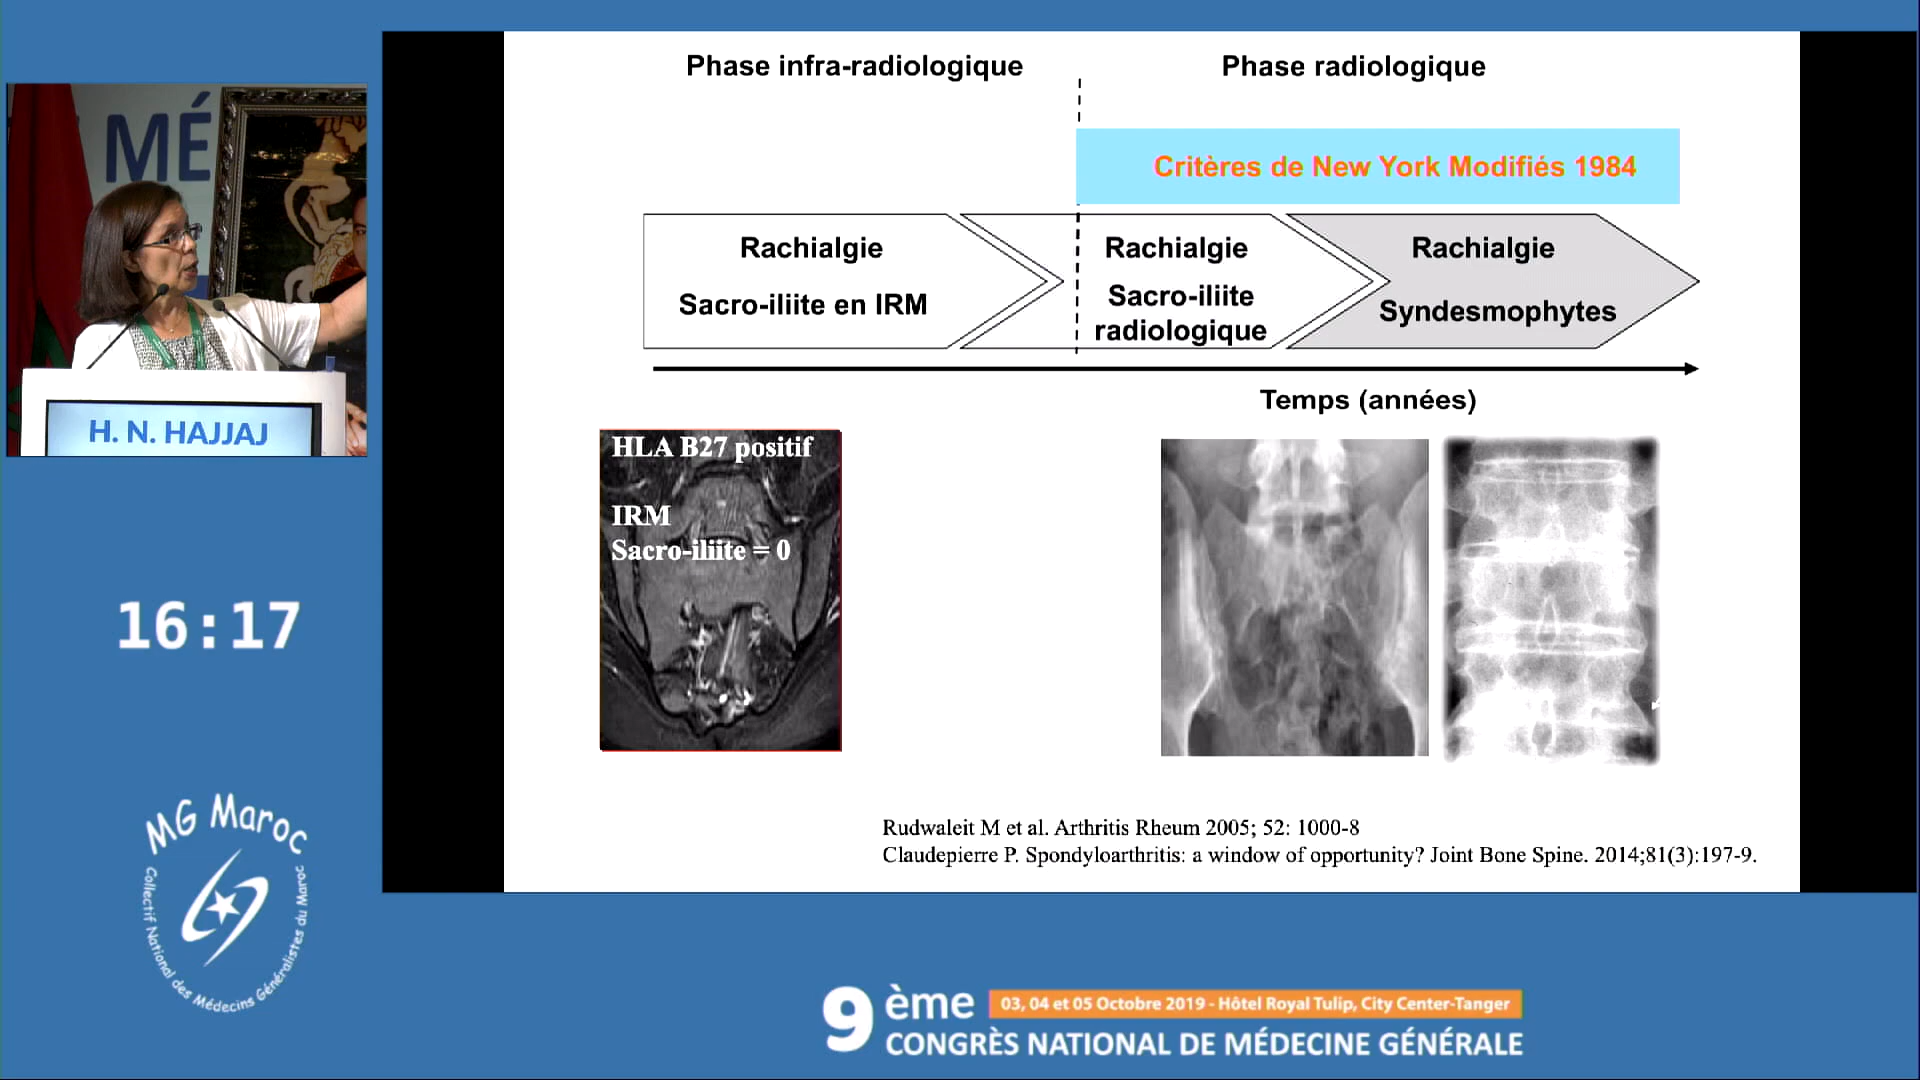 Phase infra-radiologique
Phase radiologique
MÉ
Critères de New York Modifiés 1984
Rachialgie
Sacro-iliite en IRM
Rachialgie
Sacro-iliite
radiologique
Rachialgie
Syndesmophytes
Temps (années)
H. N. HAJJAJ
HLA B27 positif
IRM
Sacro-iliite = 0
16:17
MG Maroc
Collectif National des Médecins Généralistes du Maroc
Rudwaleit M et al. Arthritis Rheum 2005; 52: 1000-8
Claudepierre P. Spondyloarthritis: a window of opportunity? Joint Bone Spine. 2014;81(3):197-9.
9ème
03, 04 et 05 Octobre 2019 - Hôtel Royal Tulip, City Center-Tanger
CONGRÈS NATIONAL DE MÉDECINE GÉNÉRALE